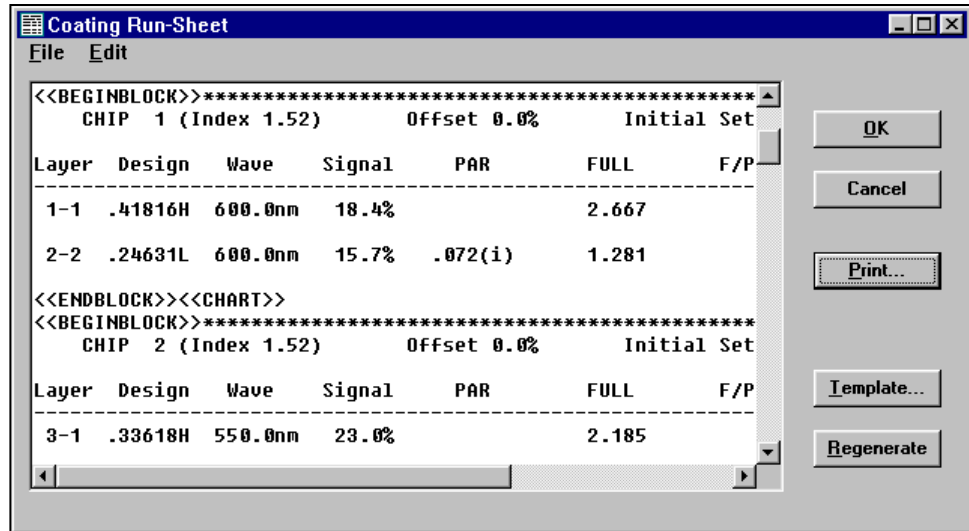 Coating Run-Sheet
File Edit
<<BEGINBLOCK>>*********************************************
CHIP 1 (Index 1.52) Offset 0.0% Initial Set
Layer Design Wave Signal PAR FULL F/P
-----------------------------------------------------------
1-1 .41816H 600.0nm 18.4% 2.667
2-2 .24631L 600.0nm 15.7% .072(i) 1.281
<<ENDBLOCK>><<CHART>>
<<BEGINBLOCK>>*********************************************
CHIP 2 (Index 1.52) Offset 0.0% Initial Set
Layer Design Wave Signal PAR FULL F/P
-----------------------------------------------------------
3-1 .33618H 550.0nm 23.0% 2.185
OK
Cancel
Print...
Template...
Regenerate